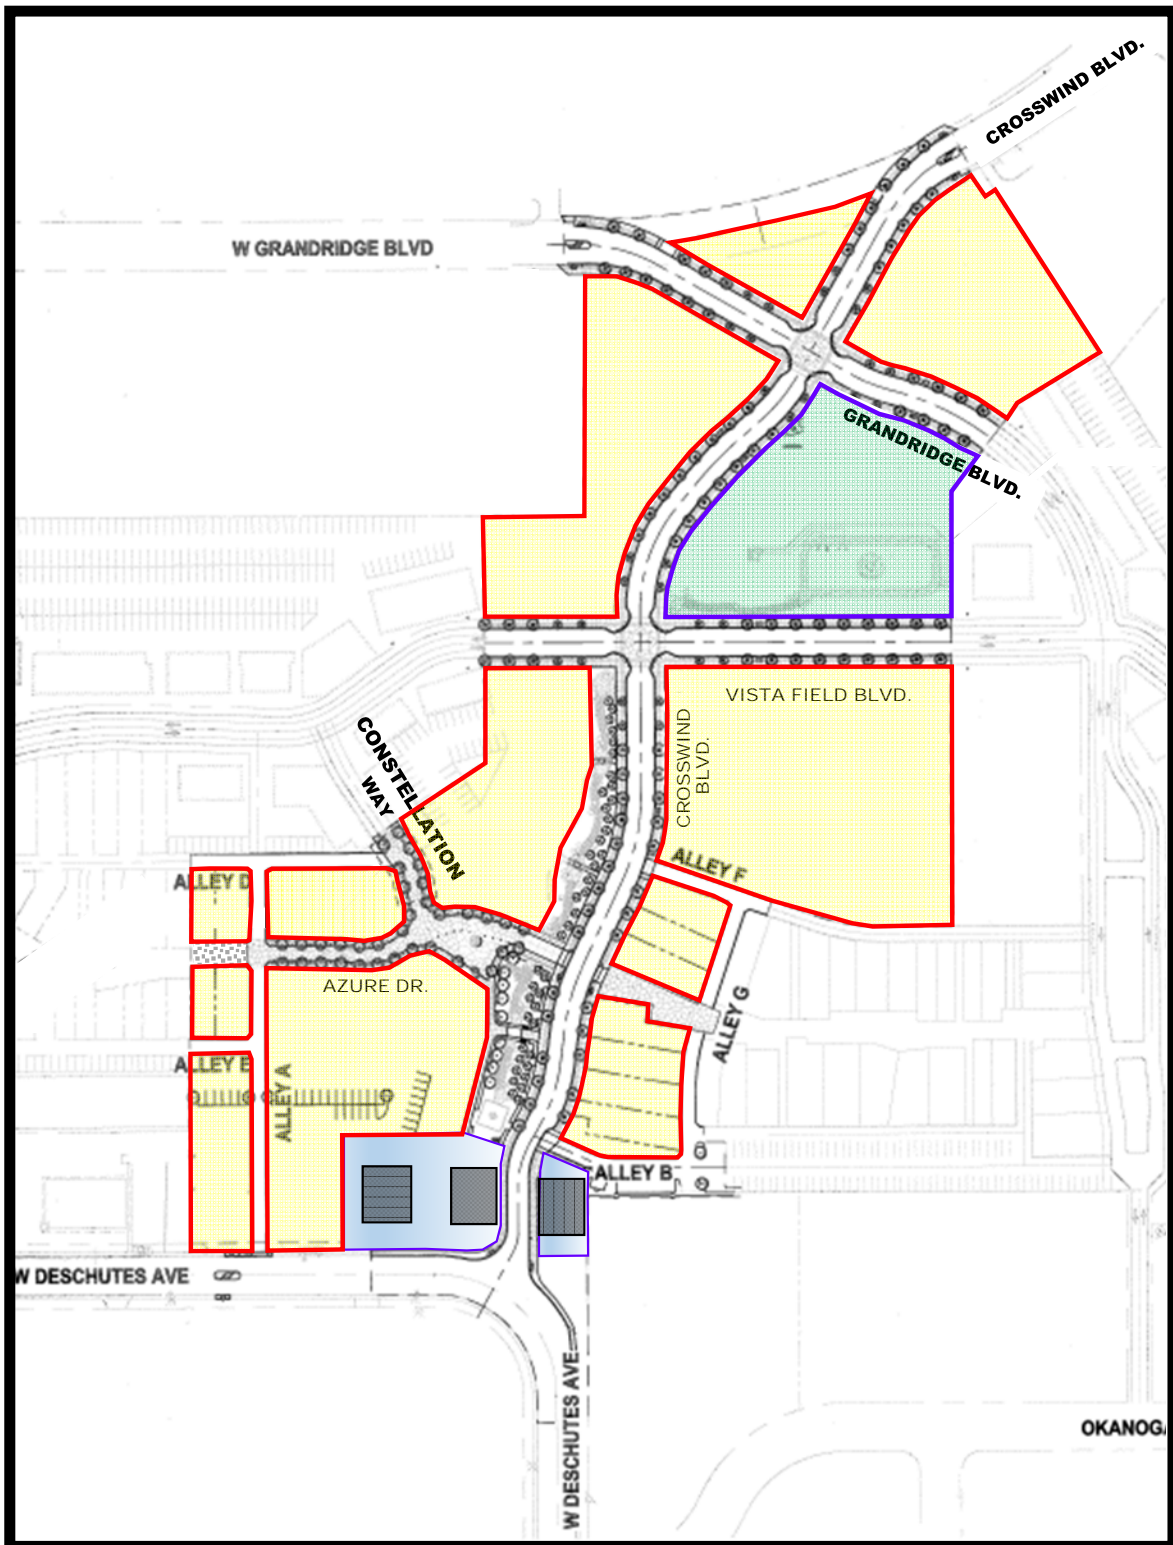 CROSSWIND BLVD.
W GRANDRIDGE BLVD
GRANDRIDGE BLVD.
VISTA FIELD BLVD.
CROSSWIND
BLVD.
CONSTELLATION
WAY
ALLEY F
ALLEY D
AZURE DR.
ALLEY G
ALLEY E
ALLEY A
ALLEY B
W DESCHUTES AVE
W DESCHUTES AVE
OKANOGA